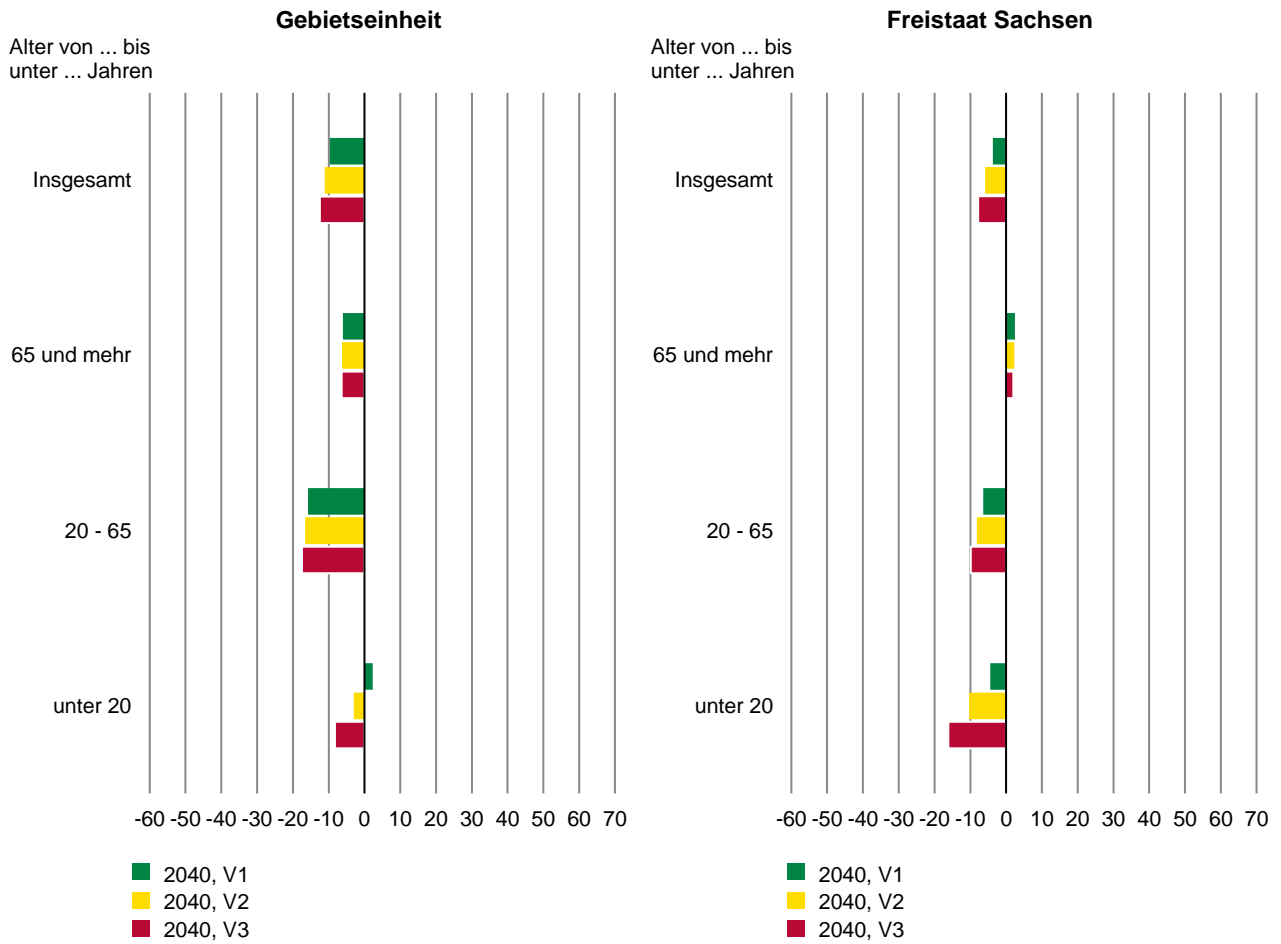 Gebietseinheit
Alter von ... bis
unter ... Jahren
Insgesamt
65 und mehr
20 - 65
unter 20
-60 -50 -40 -30 -20 -10 0 10 20 30 40 50 60 70
2040, V1
2040, V2
2040, V3
Freistaat Sachsen
Alter von ... bis
unter ... Jahren
Insgesamt
65 und mehr
20 - 65
unter 20
-60 -50 -40 -30 -20 -10 0 10 20 30 40 50 60 70
2040, V1
2040, V2
2040, V3